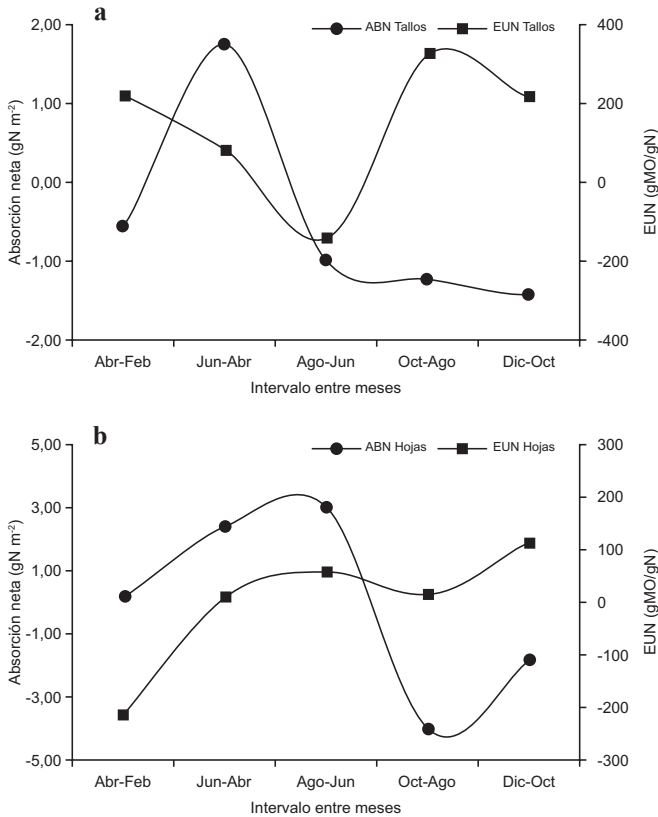 a
ABN Tallos
EUN Tallos
2,00
1,00
0,00
-1,00
-2,00
Absorción neta (gN m⁻²)
400
200
0
-200
-400
EUN (gMO/gN)
Abr-Feb Jun-Abr Ago-Jun Oct-Ago Dic-Oct
Intervalo entre meses
b
ABN Hojas
EUN Hojas
5,00
3,00
1,00
-1,00
-3,00
-5,00
Absorción neta (gN m⁻²)
300
200
100
0
-100
-200
-300
EUN (gMO/gN)
Abr-Feb Jun-Abr Ago-Jun Oct-Ago Dic-Oct
Intervalo entre meses